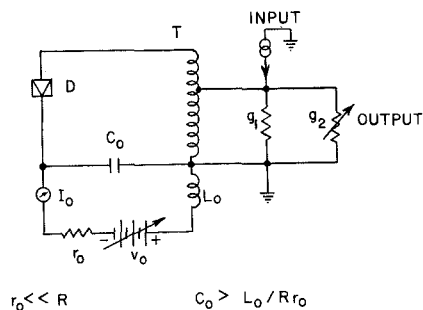 INPUT
T
D
C₀
g₁
g₂
OUTPUT
I₀
L₀
r₀
− v₀ +
r₀ << R
C₀ > L₀ / R r₀